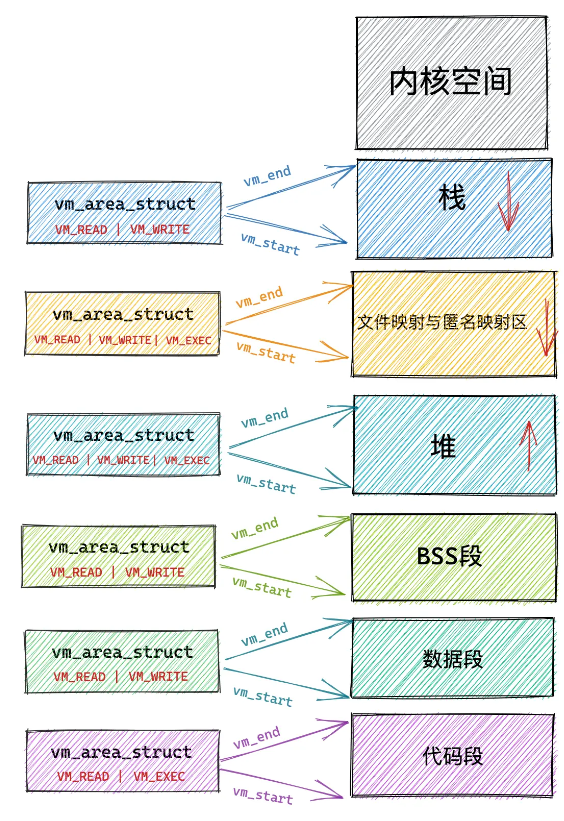 内核空间
vm_area_struct
VM_READ | VM_WRITE
vm_end
vm_start
栈
vm_area_struct
VM_READ | VM_WRITE| VM_EXEC
vm_end
vm_start
文件映射与匿名映射区
vm_area_struct
VM_READ | VM_WRITE| VM_EXEC
vm_end
vm_start
堆
vm_area_struct
VM_READ | VM_WRITE
vm_end
vm_start
BSS段
vm_area_struct
VM_READ | VM_WRITE
vm_end
vm_start
数据段
vm_area_struct
VM_READ | VM_EXEC
vm_end
vm_start
代码段